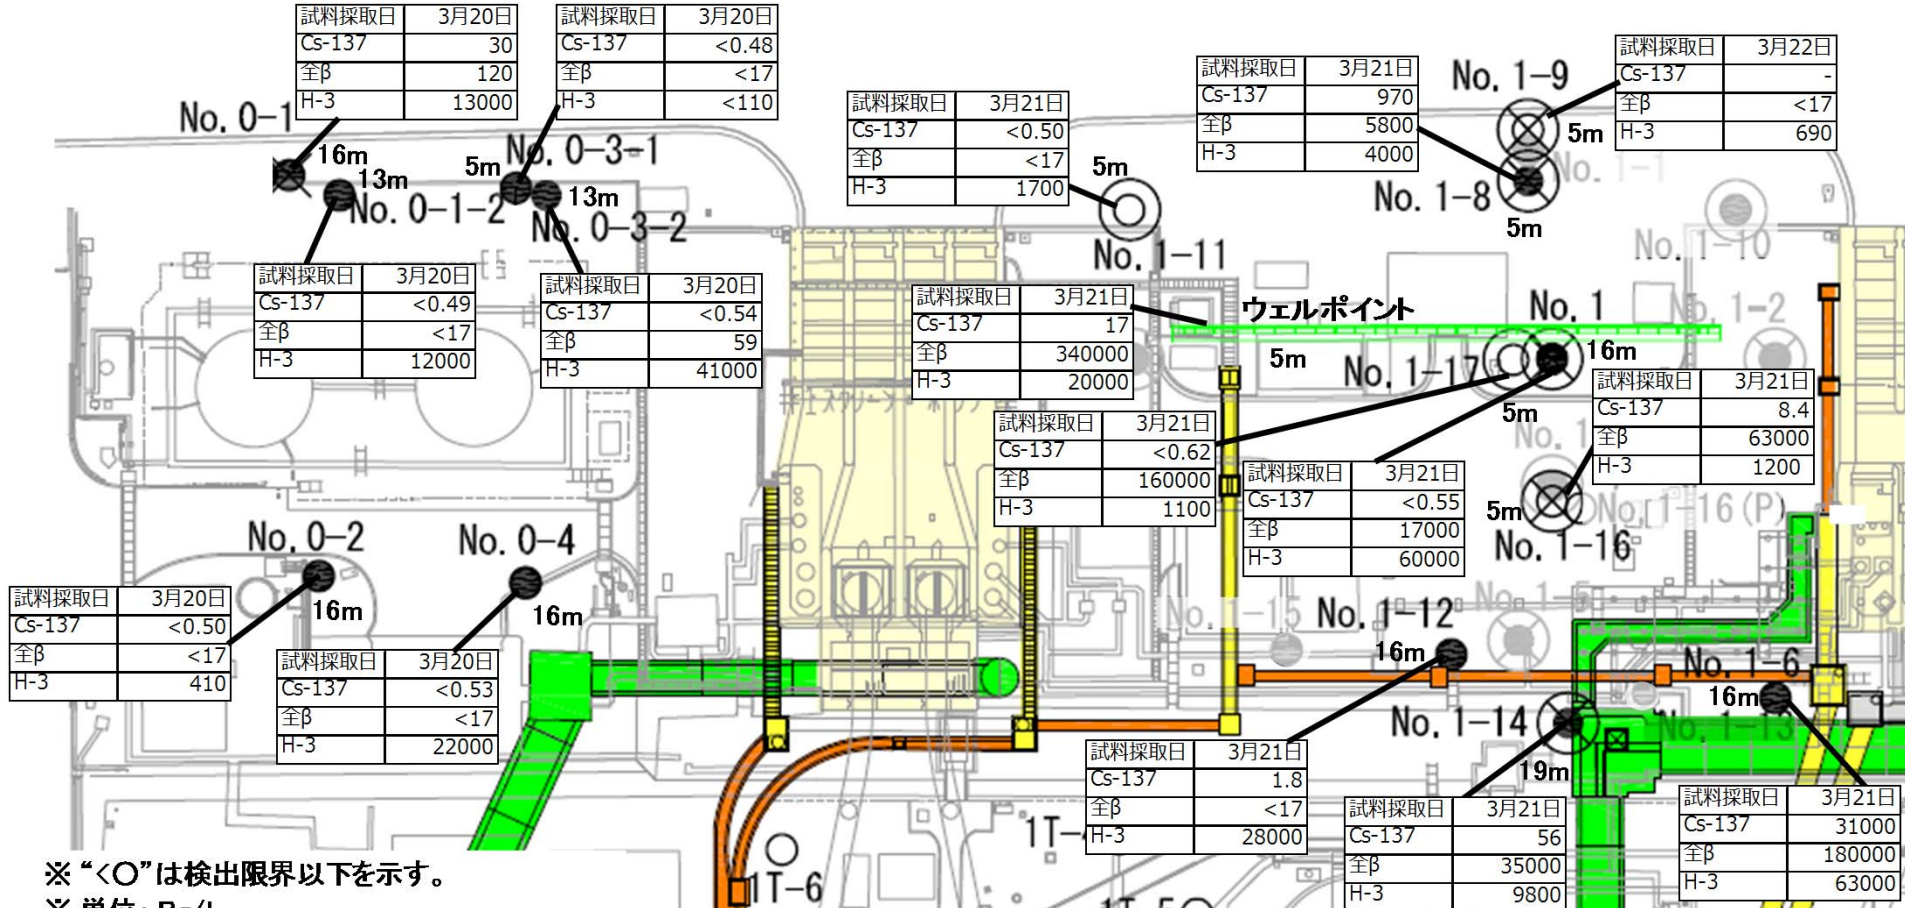 試料採取日 3月20日
Cs-137 30
全β 120
H-3 13000
試料採取日 3月20日
Cs-137 <0.48
全β <17
H-3 <110
試料採取日 3月21日
Cs-137 <0.50
全β <17
H-3 1700
試料採取日 3月21日
Cs-137 970
全β 5800
H-3 4000
試料採取日 3月22日
Cs-137 -
全β <17
H-3 690
No. 0-1
16m
13m
No. 0-1-2
5m
No. 0-3-1
13m
No. 0-3-2
5m
No. 1-11
No. 1-9
5m
No. 1-8
5m
No. 1-1
No. 1-10
試料採取日 3月20日
Cs-137 <0.49
全β <17
H-3 12000
試料採取日 3月20日
Cs-137 <0.54
全β 59
H-3 41000
試料採取日 3月21日
Cs-137 17
全β 340000
H-3 20000
ウェルポイント
5m
No. 1
16m
No. 1-2
No. 1-17
5m
試料採取日 3月21日
Cs-137 8.4
全β 63000
H-3 1200
試料採取日 3月21日
Cs-137 <0.62
全β 160000
H-3 1100
試料採取日 3月21日
Cs-137 <0.55
全β 17000
H-3 60000
5m
No. 1-16(P)
No. 1-16
No. 0-2
16m
No. 0-4
16m
試料採取日 3月20日
Cs-137 <0.50
全β <17
H-3 410
試料採取日 3月20日
Cs-137 <0.53
全β <17
H-3 22000
No. 1-15
No. 1-12
16m
No. 1-5
No. 1-6
16m
No. 1-14
19m
No. 1-13
試料採取日 3月21日
Cs-137 1.8
全β <17
H-3 28000
試料採取日 3月21日
Cs-137 56
全β 35000
H-3 9800
試料採取日 3月21日
Cs-137 31000
全β 180000
H-3 63000
1T-6
※ “<○”は検出限界以下を示す。
※ 単位: